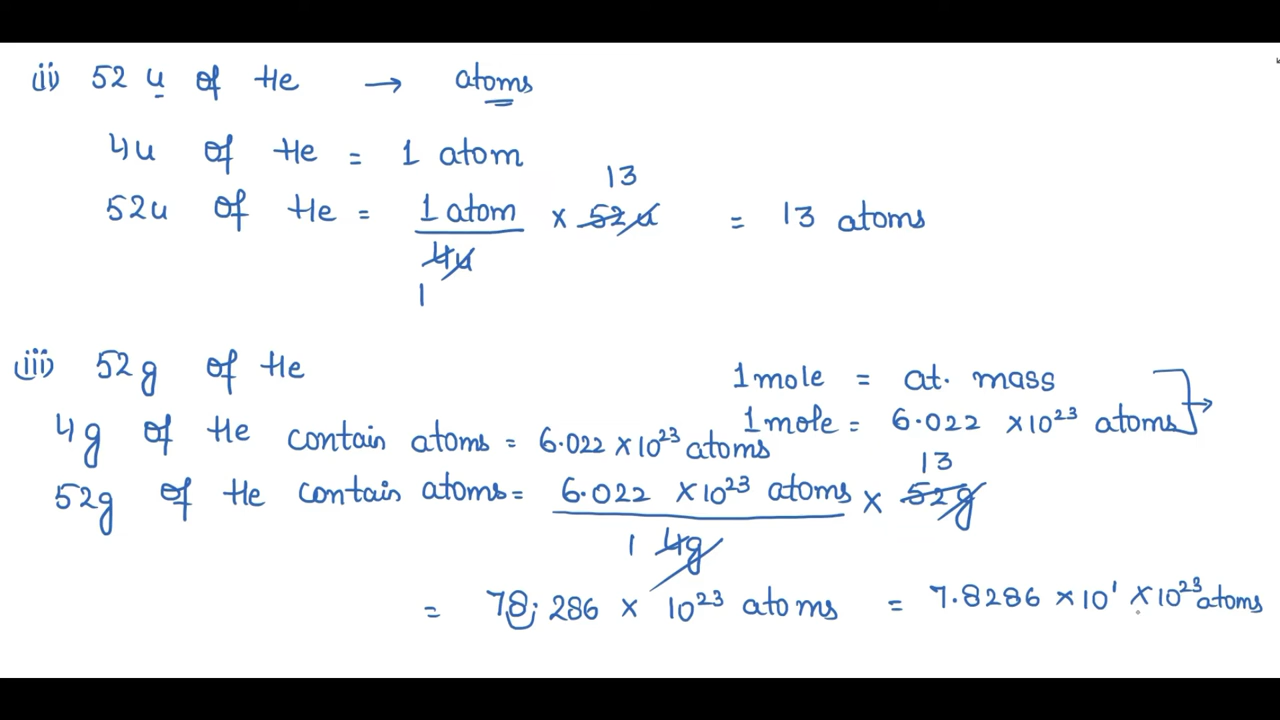 (ii) 52 u of He → atoms
4u of He = 1 atom
13
52u of He = 1 atom × 52u = 13 atoms
4u
1
(iii) 52g of He
1 mole = at. mass
1 mole = 6.022 × 10²³ atoms
4g of He contain atoms = 6.022 × 10²³ atoms
13
52g of He contain atoms = 6.022 × 10²³ atoms × 52g
1 4g
= 78.286 × 10²³ atoms = 7.8286 × 10¹ × 10²³ atoms